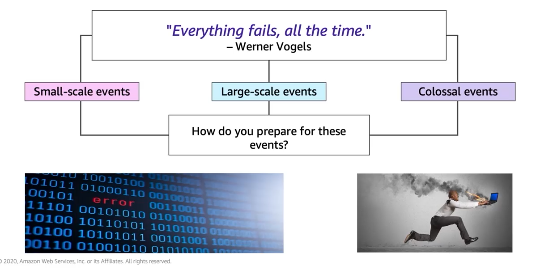 "Everything fails, all the time."
– Werner Vogels
Small-scale events
Large-scale events
Colossal events
How do you prepare for these
events?
error
© 2020, Amazon Web Services, Inc. or its Affiliates. All rights reserved.